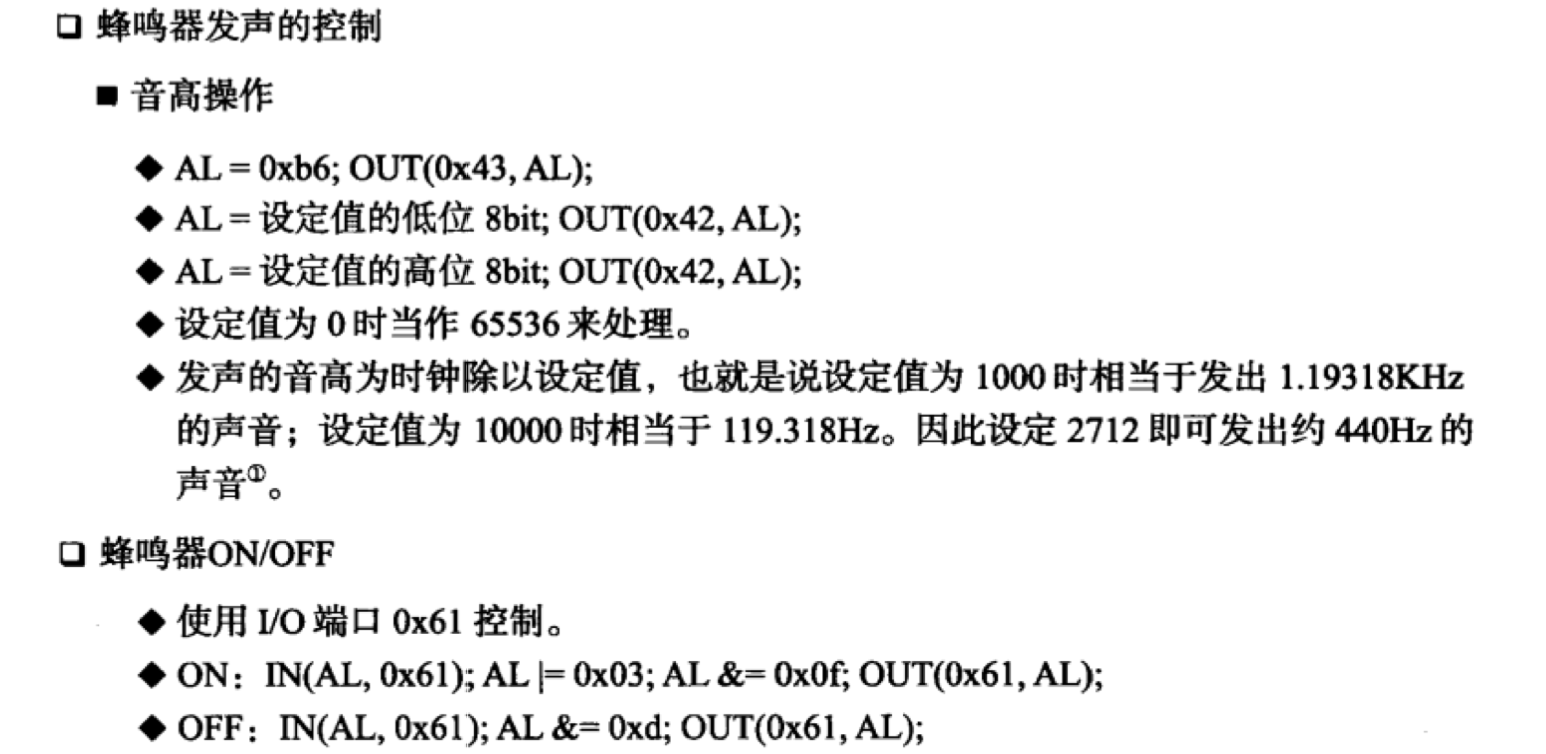 ❑ 蜂鸣器发声的控制
■ 音高操作
◆ AL = 0xb6; OUT(0x43, AL);
◆ AL = 设定值的低位 8bit; OUT(0x42, AL);
◆ AL = 设定值的高位 8bit; OUT(0x42, AL);
◆ 设定值为 0 时当作 65536 来处理。
◆ 发声的音高为时钟除以设定值，也就是说设定值为 1000 时相当于发出 1.19318KHz
的声音；设定值为 10000 时相当于 119.318Hz。因此设定 2712 即可发出约 440Hz 的
声音①。
❑ 蜂鸣器ON/OFF
◆ 使用 I/O 端口 0x61 控制。
◆ ON：IN(AL, 0x61); AL |= 0x03; AL &= 0x0f; OUT(0x61, AL);
◆ OFF：IN(AL, 0x61); AL &= 0xd; OUT(0x61, AL);